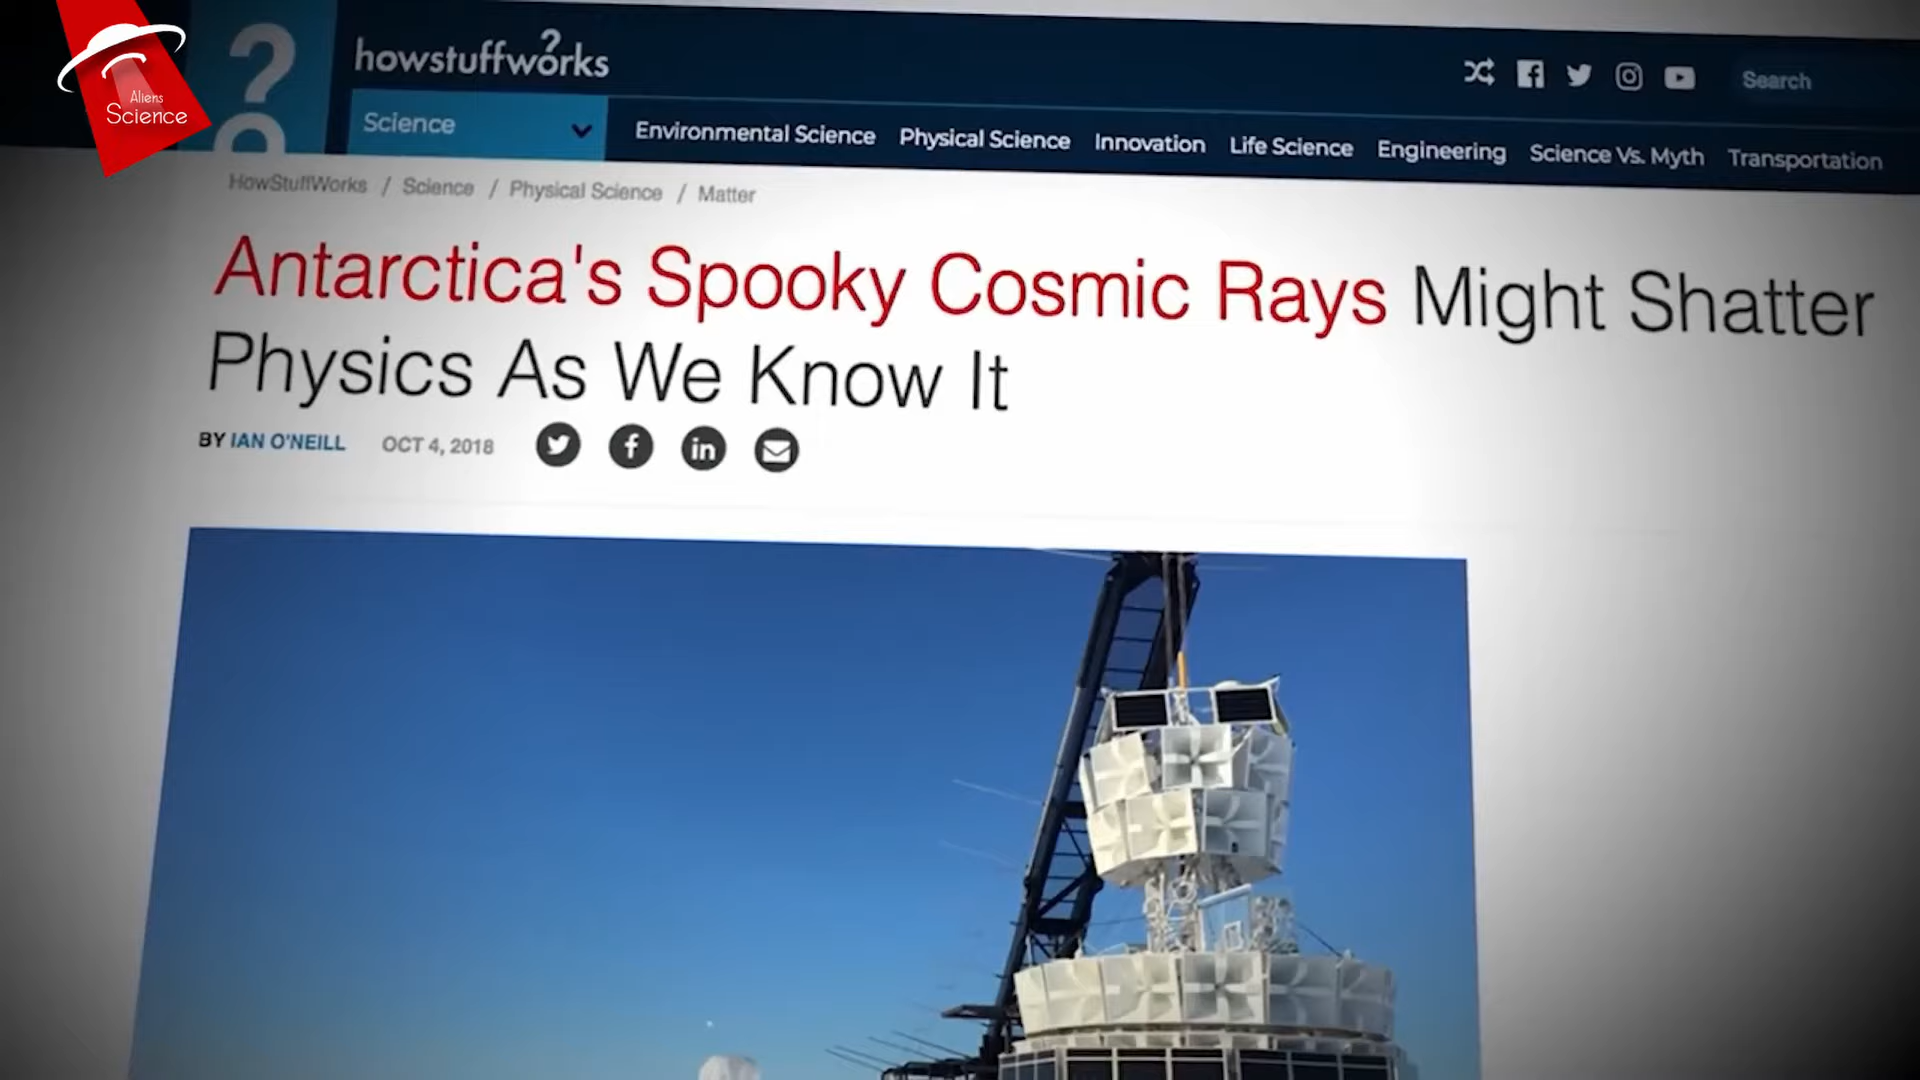 Aliens
Science
howstuffworks
Search
Science
Environmental Science
Physical Science
Innovation
Life Science
Engineering
Science Vs. Myth
Transportation
HowStuffWorks / Science / Physical Science / Matter
Antarctica's Spooky Cosmic Rays Might Shatter
Physics As We Know It
BY IAN O'NEILL OCT 4, 2018